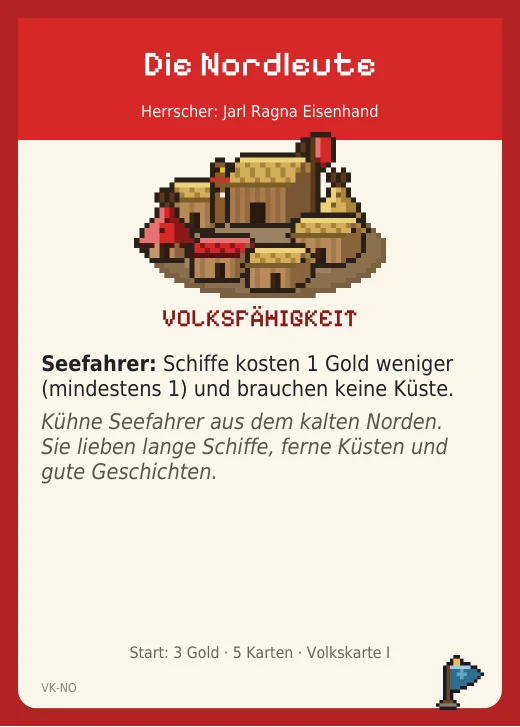 Die Nordleute
Herrscher: Jarl Ragna Eisenhand
VOLKSFÄHIGKEIT
Seefahrer: Schiffe kosten 1 Gold weniger
(mindestens 1) und brauchen keine Küste.
Kühne Seefahrer aus dem kalten Norden.
Sie lieben lange Schiffe, ferne Küsten und
gute Geschichten.
Start: 3 Gold · 5 Karten · Volkskarte I
VK-NO